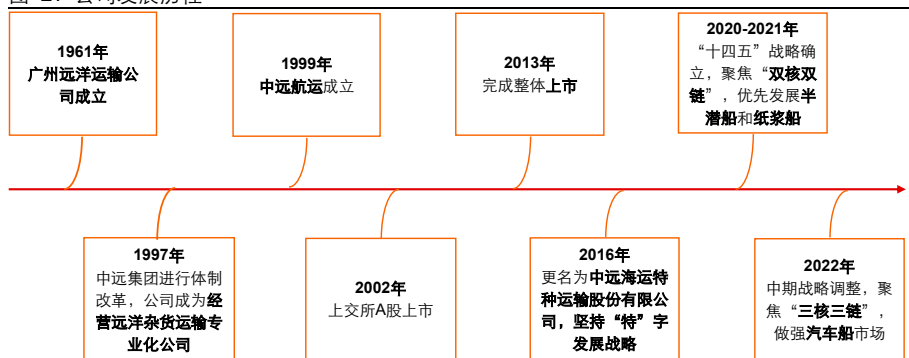 1961年
广州远洋运输公
司成立
1999年
中远航运成立
2013年
完成整体上市
2020-2021年
“十四五”战略确
立，聚焦“双核双
链”，优先发展半
潜船和纸浆船
1997年
中远集团进行体制
改革，公司成为经
营远洋杂货运输专
业化公司
2002年
上交所A股上市
2016年
更名为中远海运特
种运输股份有限公
司，坚持“特”字
发展战略
2022年
中期战略调整，聚
焦“三核三链”，
做强汽车船市场